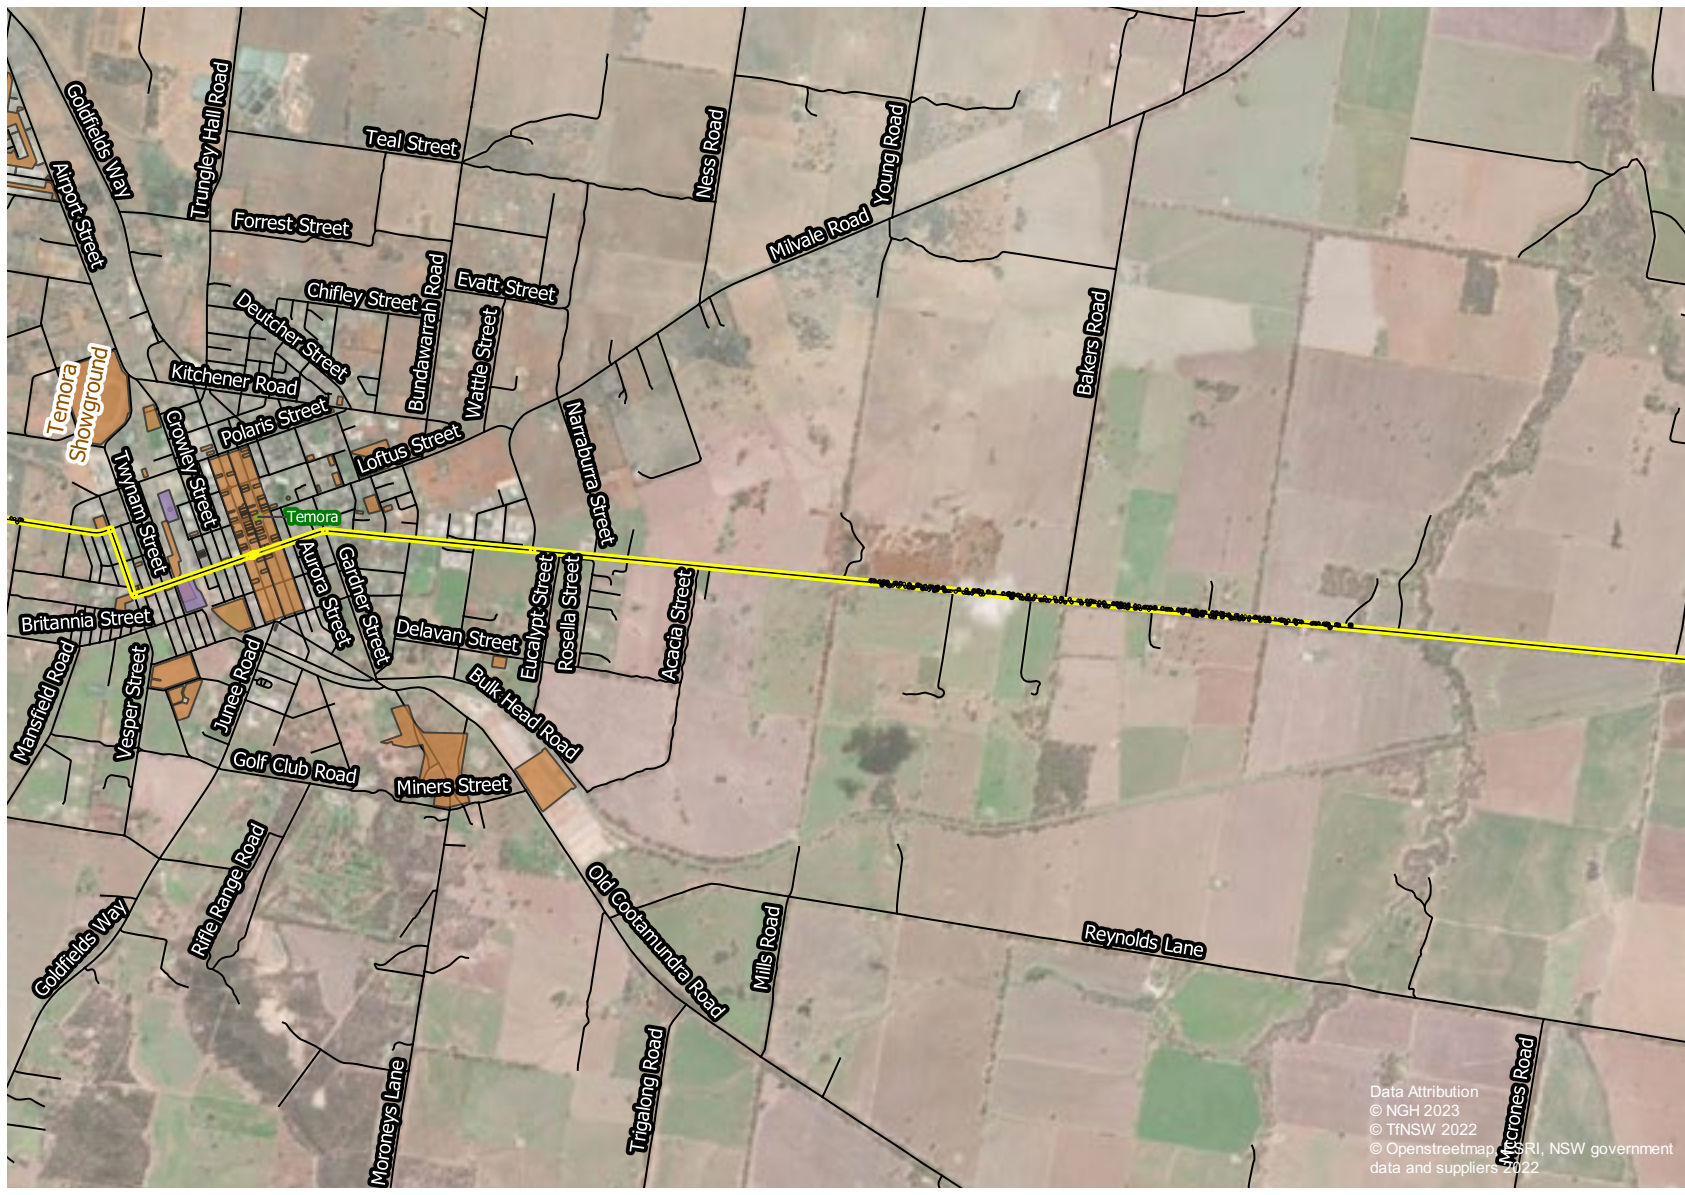 Goldfields Way
Trungley Hall Road
Teal Street
Ness Road
Young Road
Airport Street
Forrest Street
Milvale Road
Bundawarrah Road
Evatt Street
Chifley Street
Deutcher Street
Wattle Street
Bakers Road
Temora
Showground
Kitchener Road
Polaris Street
Crowley Street
Loftus Street
Narraburra Street
Twynam Street
Temora
Aurora Street
Gardner Street
Eucalypt Street
Rosella Street
Acacia Street
Britannia Street
Delavan Street
Mansfield Road
Vesper Street
Junee Road
Bulk Head Road
Golf Club Road
Miners Street
Rifle Range Road
Old Cootamundra Road
Goldfields Way
Mills Road
Reynolds Lane
Moroneys Lane
Trigalong Road
Mccrones Road
Data Attribution
© NGH 2023
© TfNSW 2022
© Openstreetmap, ESRI, NSW government
data and suppliers 2022